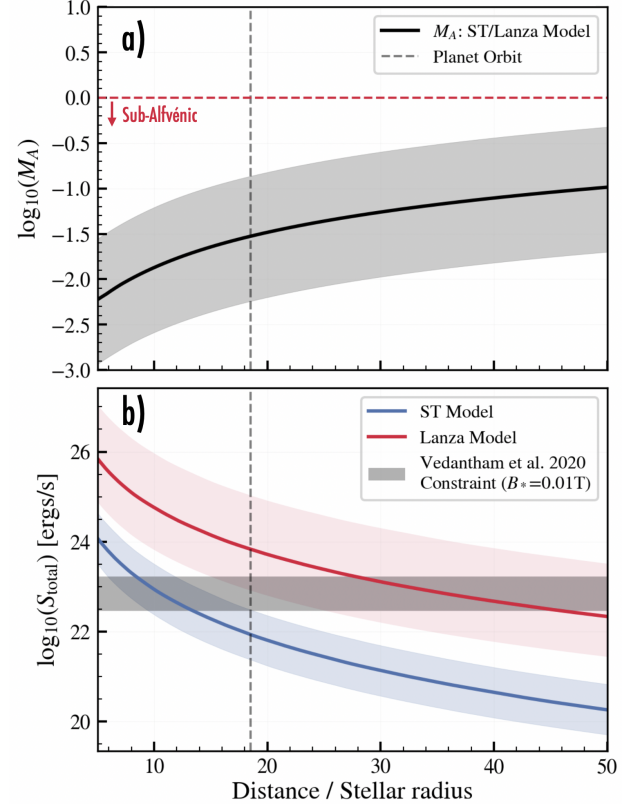 a)
M_A: ST/Lanza Model
Planet Orbit
Sub-Alfvénic
log10(M_A)
1.0
0.5
0.0
−0.5
−1.0
−1.5
−2.0
−2.5
−3.0
b)
ST Model
Lanza Model
Vedantham et al. 2020
Constraint (B*=0.01T)
log10(S_total) [ergs/s]
26
24
22
20
10 20 30 40 50
Distance / Stellar radius